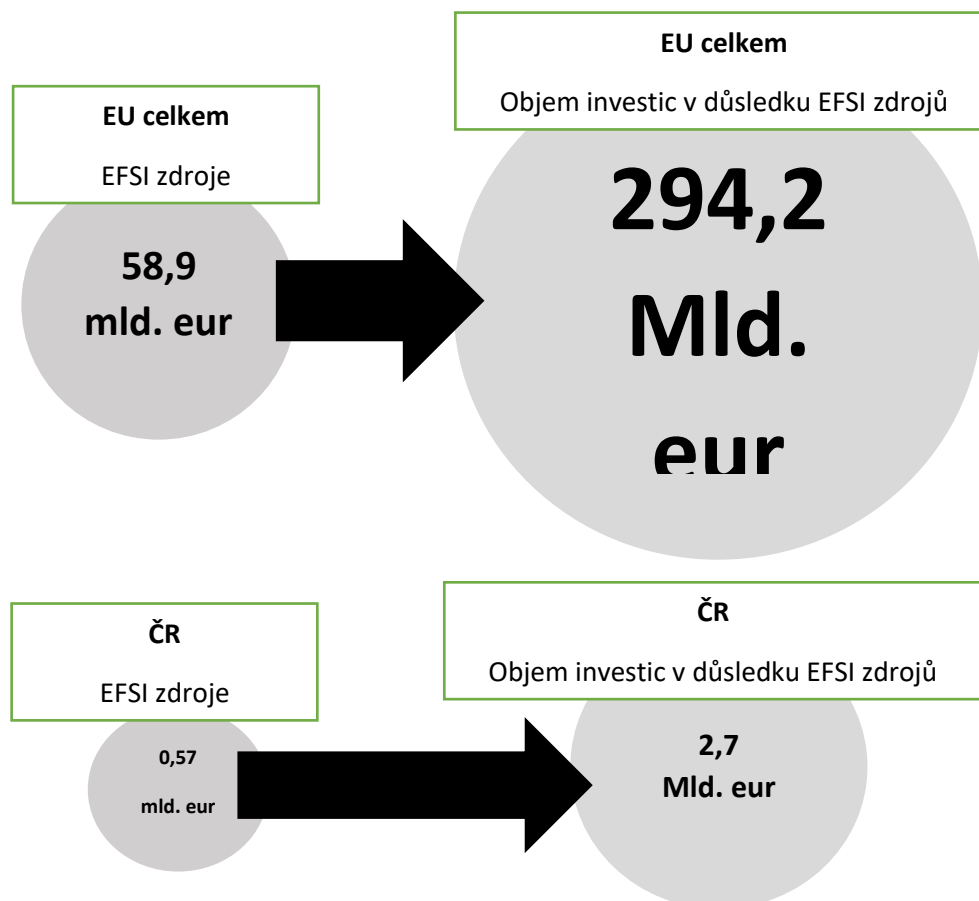 EU celkem
EFSI zdroje
58,9
mld. eur
EU celkem
Objem investic v důsledku EFSI zdrojů
294,2
Mld.
eur
ČR
EFSI zdroje
0,57
mld. eur
ČR
Objem investic v důsledku EFSI zdrojů
2,7
Mld. eur